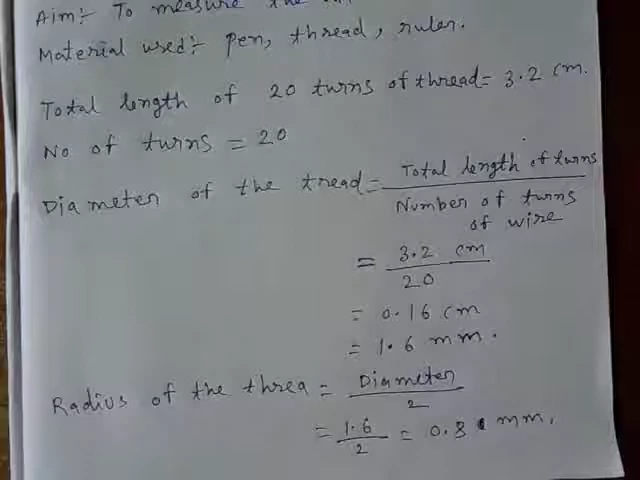 Aim:- To measure the
Material used:- pen, thread, ruler.
Total length of 20 turns of thread = 3.2 cm.
No of turns = 20
Diameter of the tread = Total length of turns
Number of turns
of wire
= 3.2 cm
20
= 0.16 cm
= 1.6 mm.
Radius of the threa = Diameter
2
= 1.6 = 0.8 mm.
2